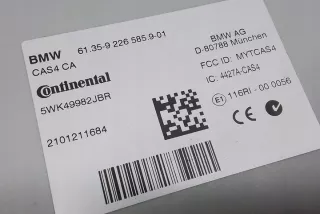 BMW 61.35-9 226 585.9-01
CAS4 CA
Continental
5WK49982JBR
2101211684
BMW AG
D-80788 München
FCC ID: MYTCAS4
IC: 4427A-CAS4
E1 116RI - 00 0056